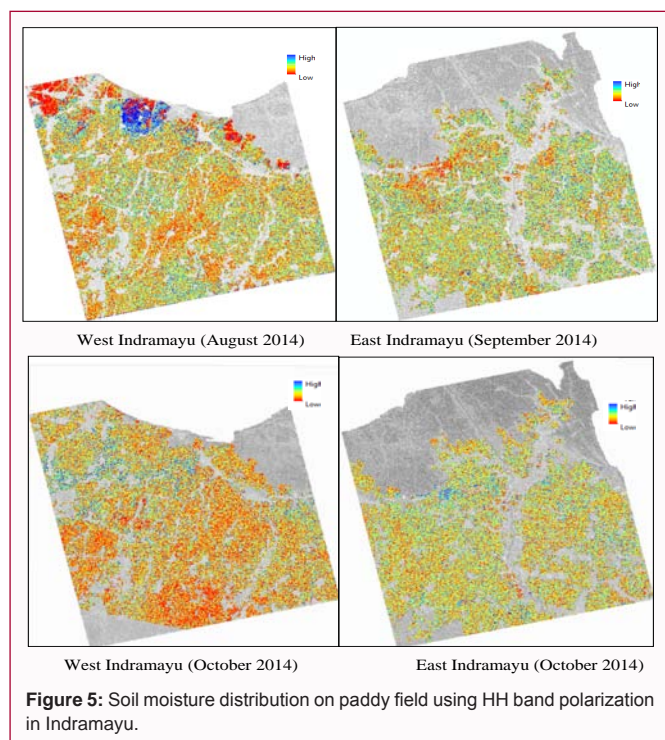 High
Low
High
Low
West Indramayu (August 2014)
East Indramayu (September 2014)
High
Low
High
Low
West Indramayu (October 2014)
East Indramayu (October 2014)
Figure 5: Soil moisture distribution on paddy field using HH band polarization
in Indramayu.